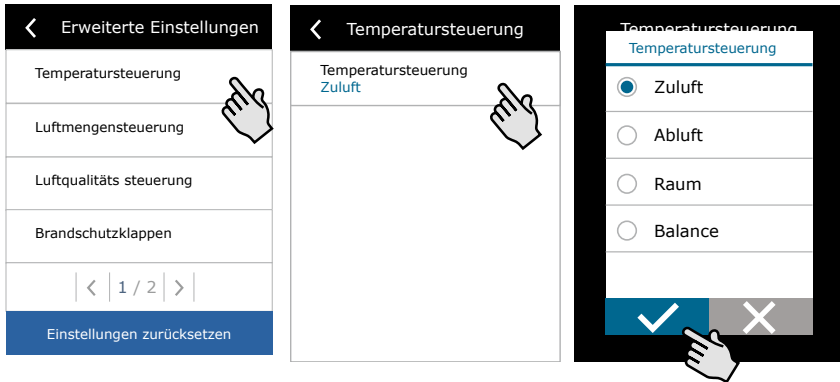 Erweiterte Einstellungen
Temperatursteuerung
Luftmengensteuerung
Luftqualitäts steuerung
Brandschutzklappen
1 / 2
Einstellungen zurücksetzen
Temperatursteuerung
Temperatursteuerung
Zuluft
Temperatursteuerung
Temperatursteuerung
Zuluft
Abluft
Raum
Balance